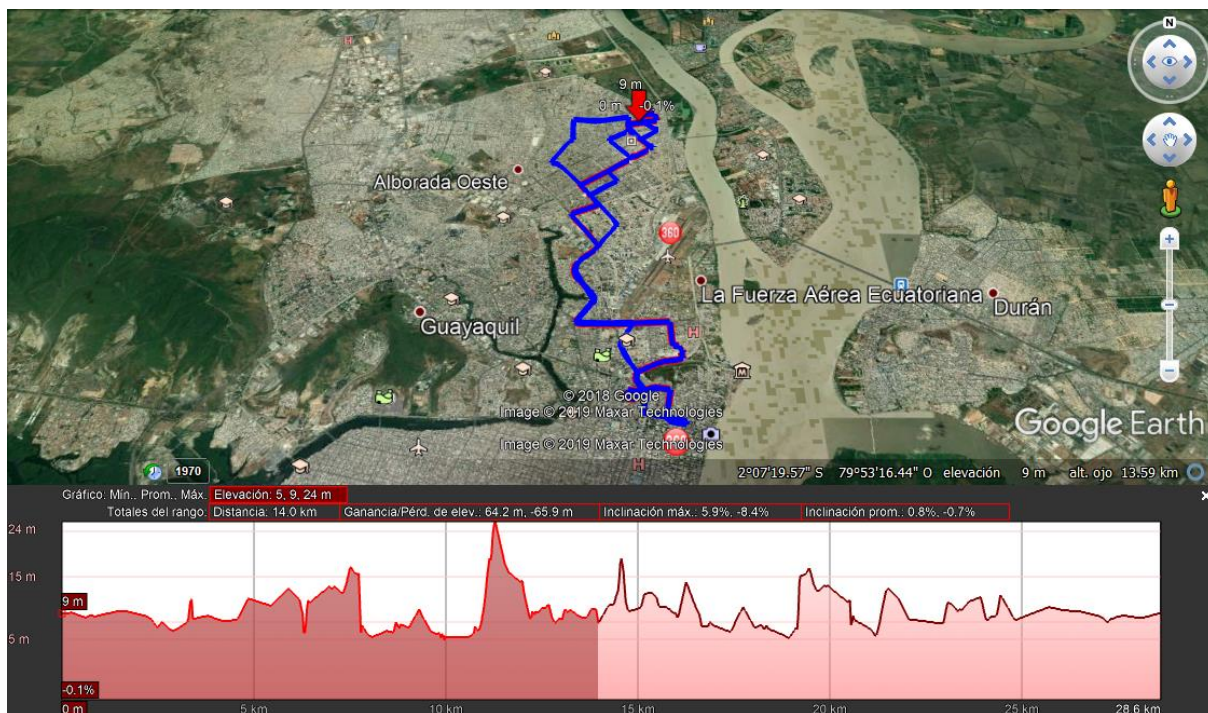 N
9 m
0 m -0.1%
Alborada Oeste
360
La Fuerza Aérea Ecuatoriana
Durán
Guayaquil
H
© 2018 Google
Image © 2019 Maxar Technologies
Google Earth
Image © 2019 Maxar Technologies
1970
2°07'19.57" S 79°53'16.44" O elevación 9 m alt. ojo 13.59 km
Gráfico: Mín., Prom., Máx. Elevación: 5, 9, 24 m
Totales del rango: Distancia: 14.0 km Ganancia/Pérd. de elev.: 64.2 m, -65.9 m Inclinación máx.: 5.9%, -8.4% Inclinación prom.: 0.8%, -0.7%
24 m
15 m
9 m
5 m
-0.1%
0 m 5 km 10 km 15 km 20 km 25 km 28.6 km